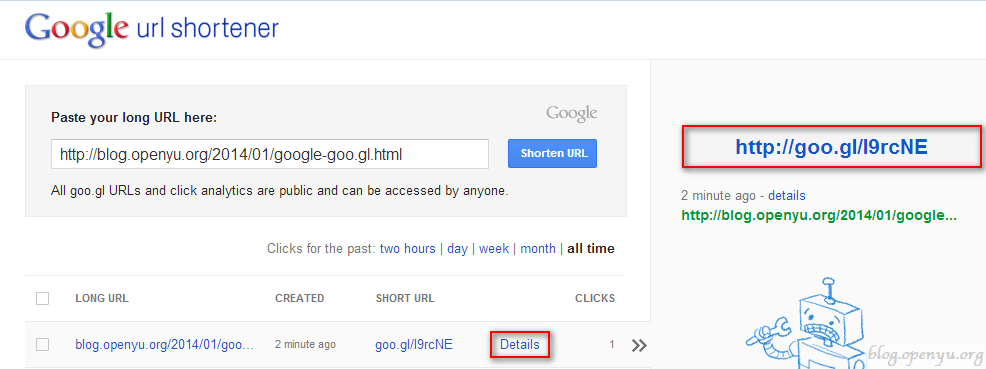 Google url shortener
Google
Paste your long URL here:
http://blog.openyu.org/2014/01/google-goo.gl.html
Shorten URL
All goo.gl URLs and click analytics are public and can be accessed by anyone.
Clicks for the past: two hours | day | week | month | all time
LONG URL CREATED SHORT URL CLICKS
blog.openyu.org/2014/01/goo... 2 minute ago goo.gl/l9rcNE Details 1 »
http://goo.gl/l9rcNE
2 minute ago - details
http://blog.openyu.org/2014/01/google...
blog.openyu.org